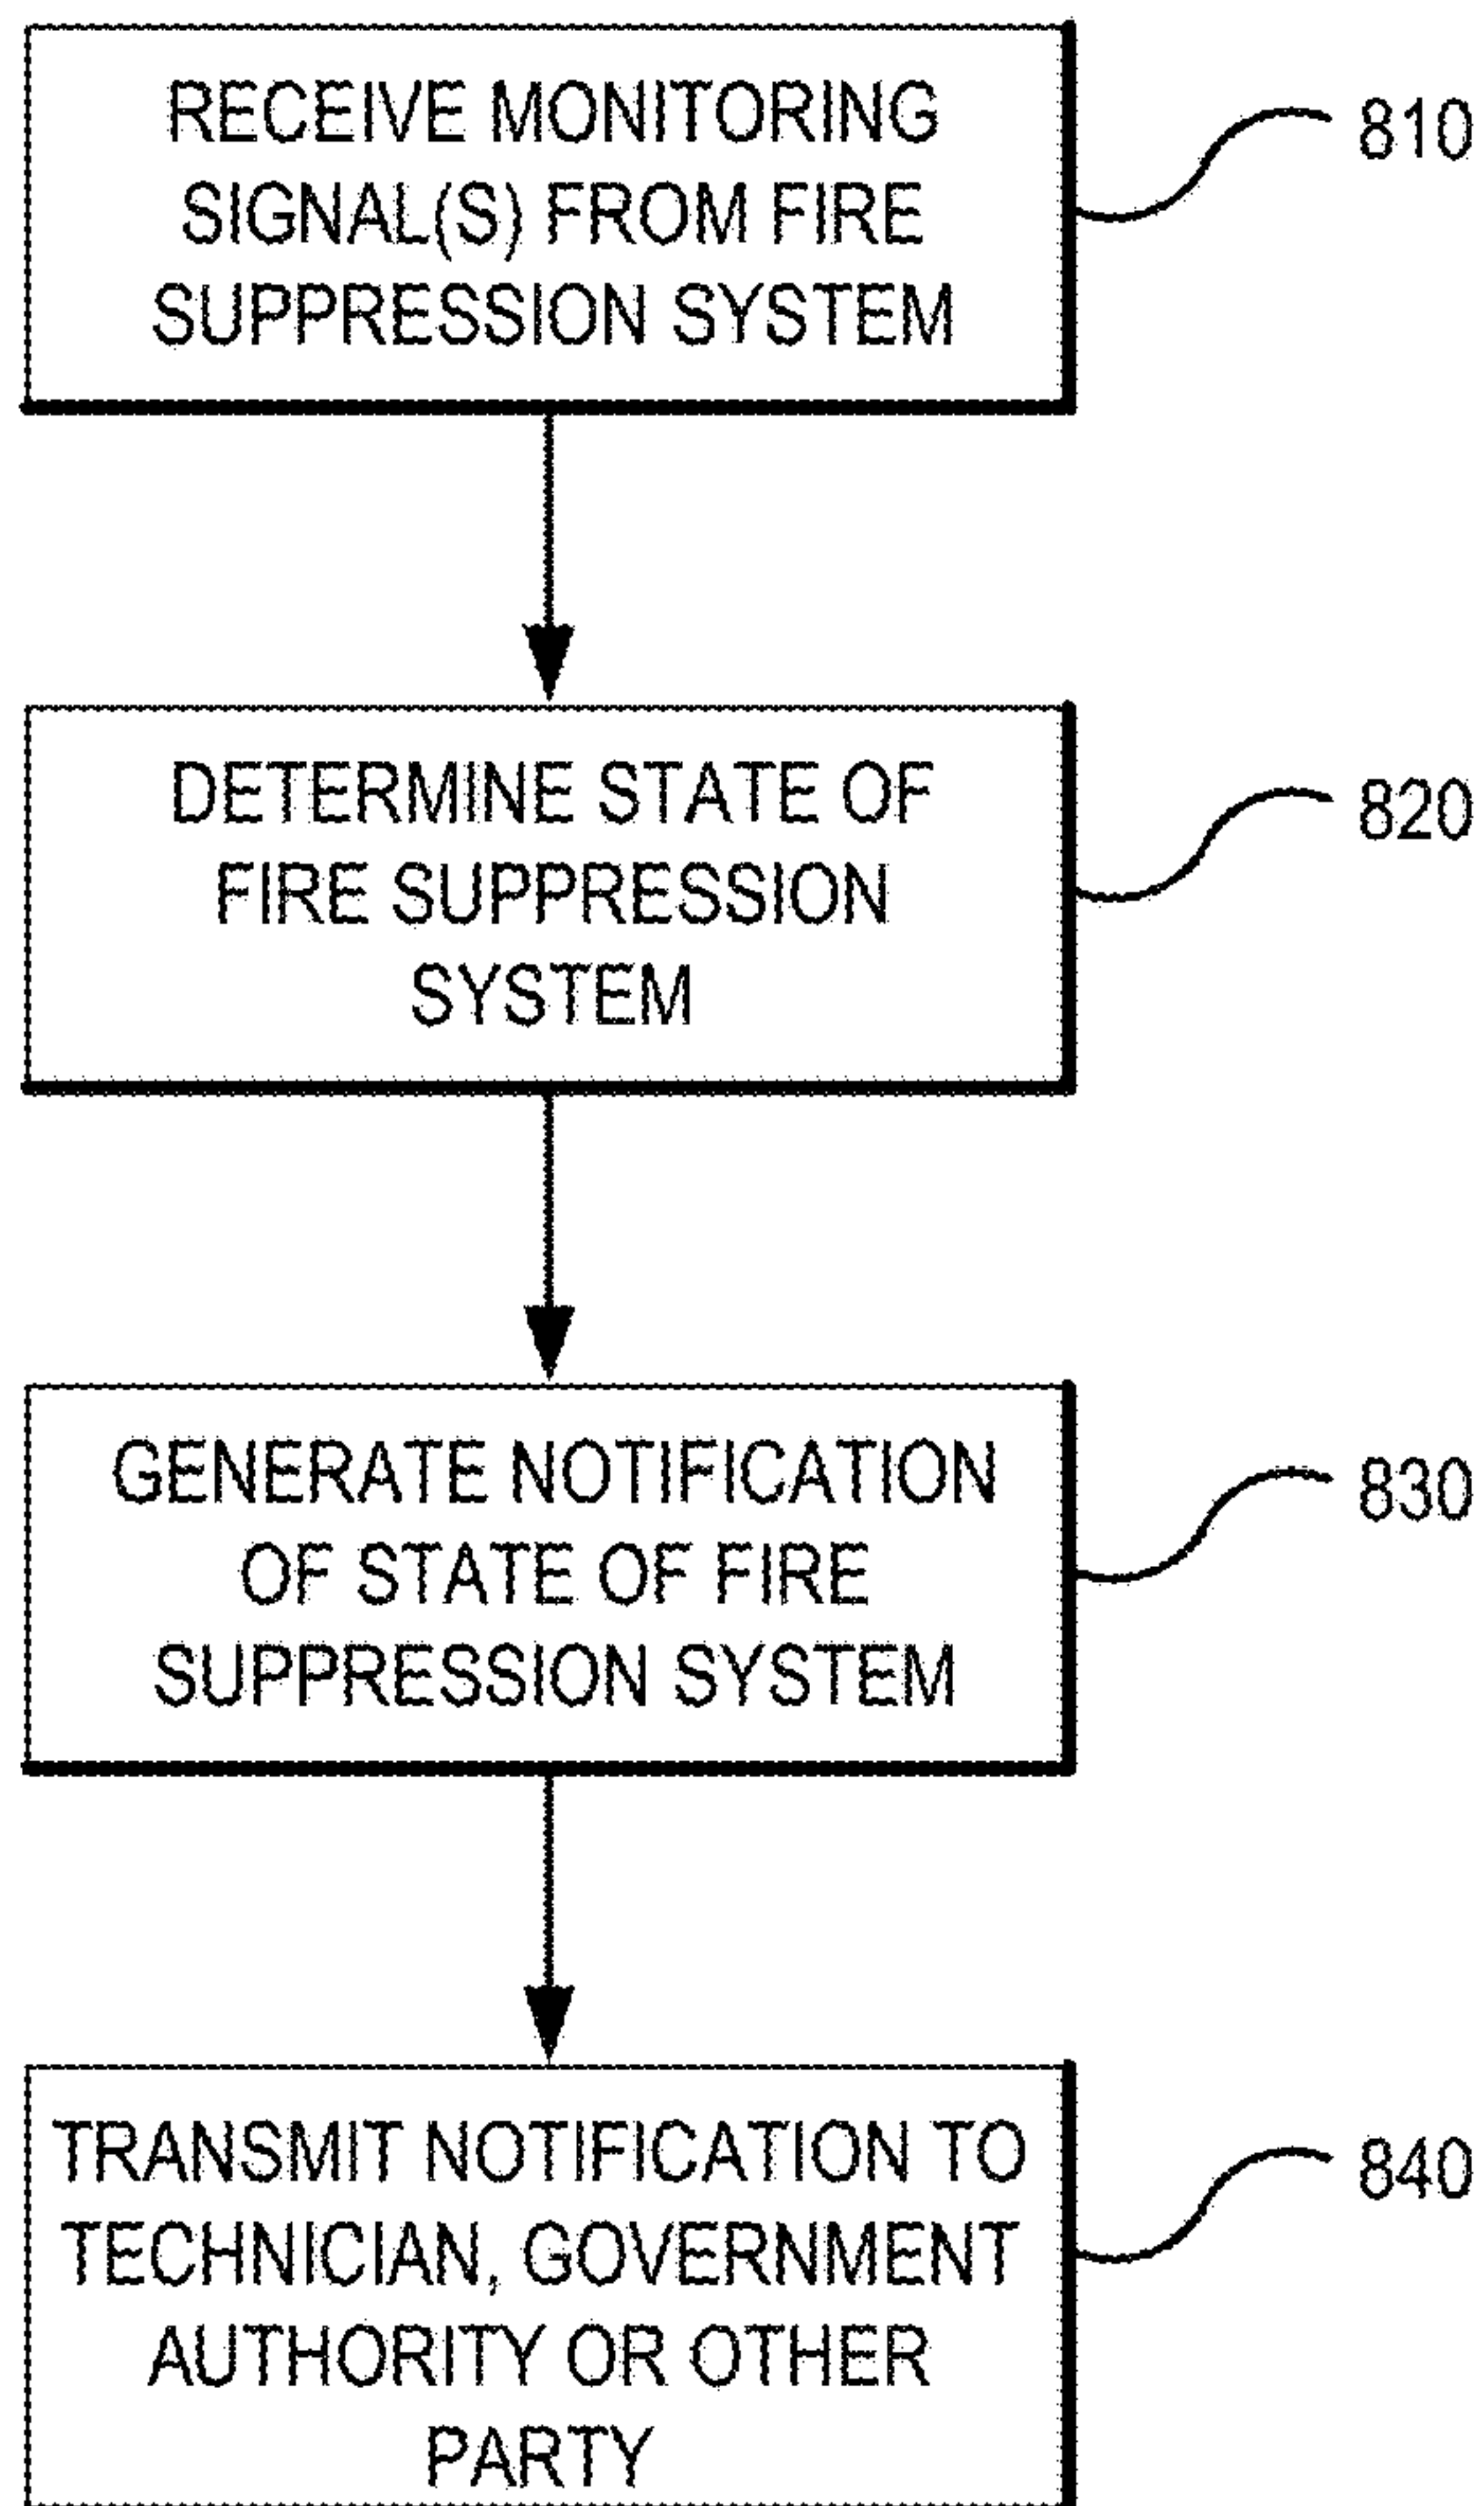 RECEIVE MONITORING
SIGNAL(S) FROM FIRE
SUPPRESSION SYSTEM
810
DETERMINE STATE OF
FIRE SUPPRESSION
SYSTEM
820
GENERATE NOTIFICATION
OF STATE OF FIRE
SUPPRESSION SYSTEM
830
TRANSMIT NOTIFICATION TO
TECHNICIAN, GOVERNMENT
AUTHORITY OR OTHER
PARTY
840